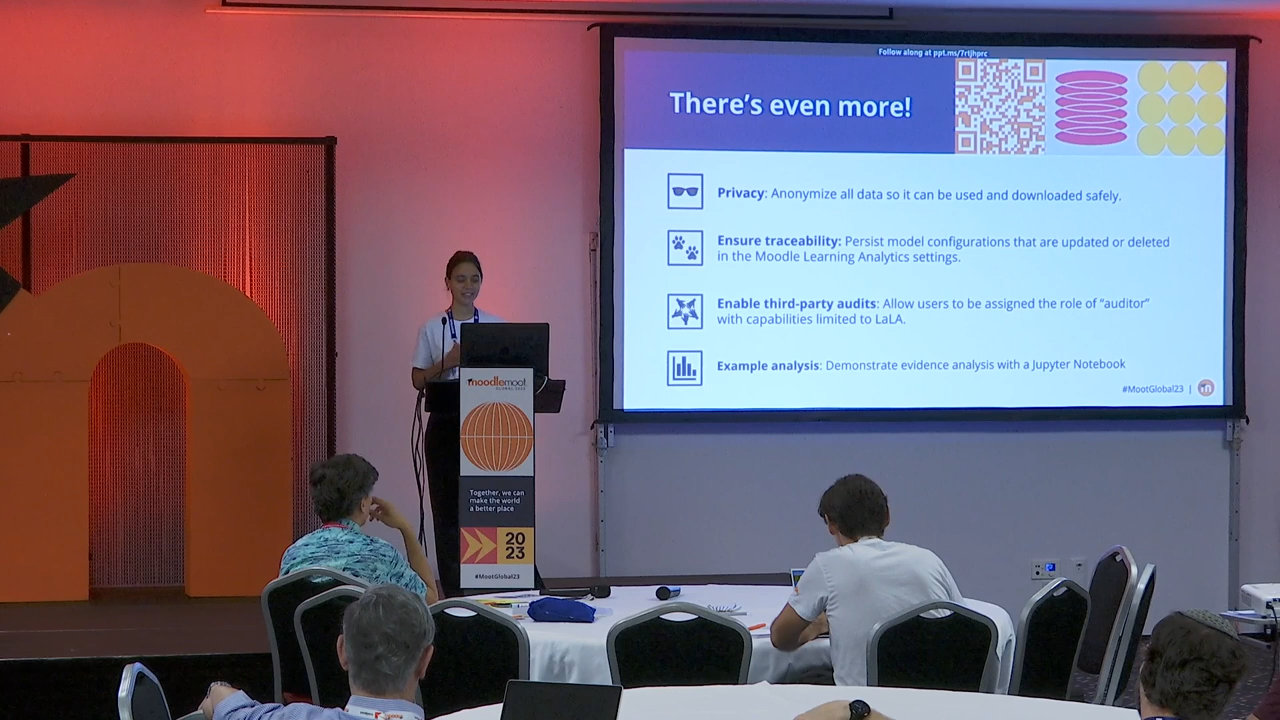 Follow along at ppt.ms/7rtjhprc
There's even more!
Privacy: Anonymize all data so it can be used and downloaded safely.
Ensure traceability: Persist model configurations that are updated or deleted
in the Moodle Learning Analytics settings.
Enable third-party audits: Allow users to be assigned the role of "auditor"
with capabilities limited to LaLA.
Example analysis: Demonstrate evidence analysis with a Jupyter Notebook
#MootGlobal23 |
moodlemoot
GLOBAL 2023
Together, we can
make the world
a better place
20
23
#MootGlobal23